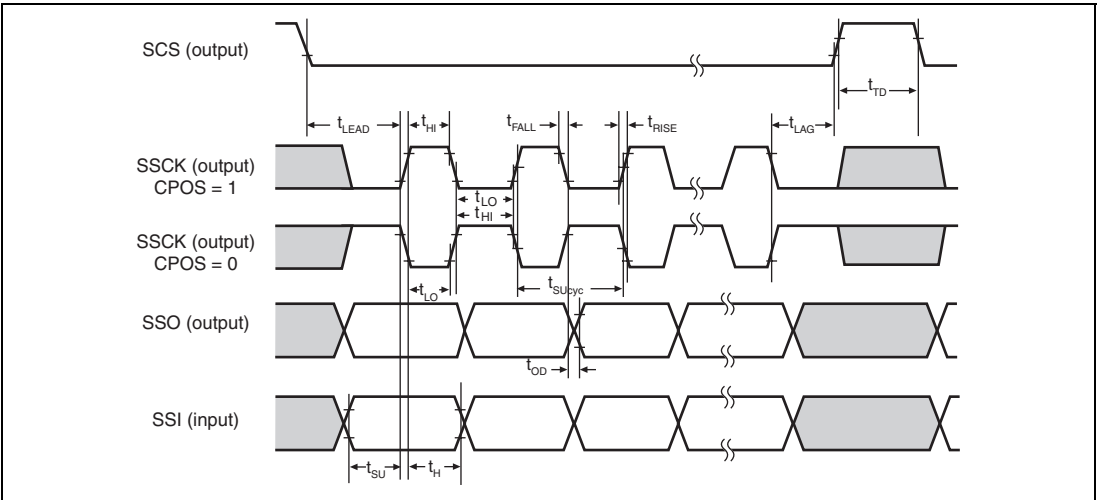 SCS (output)
tTD
tLEAD
tHI
tFALL
tRISE
tLAG
SSCK (output)
CPOS = 1
tLO
tHI
SSCK (output)
CPOS = 0
tLO
tSUcyc
SSO (output)
tOD
SSI (input)
tSU
tH